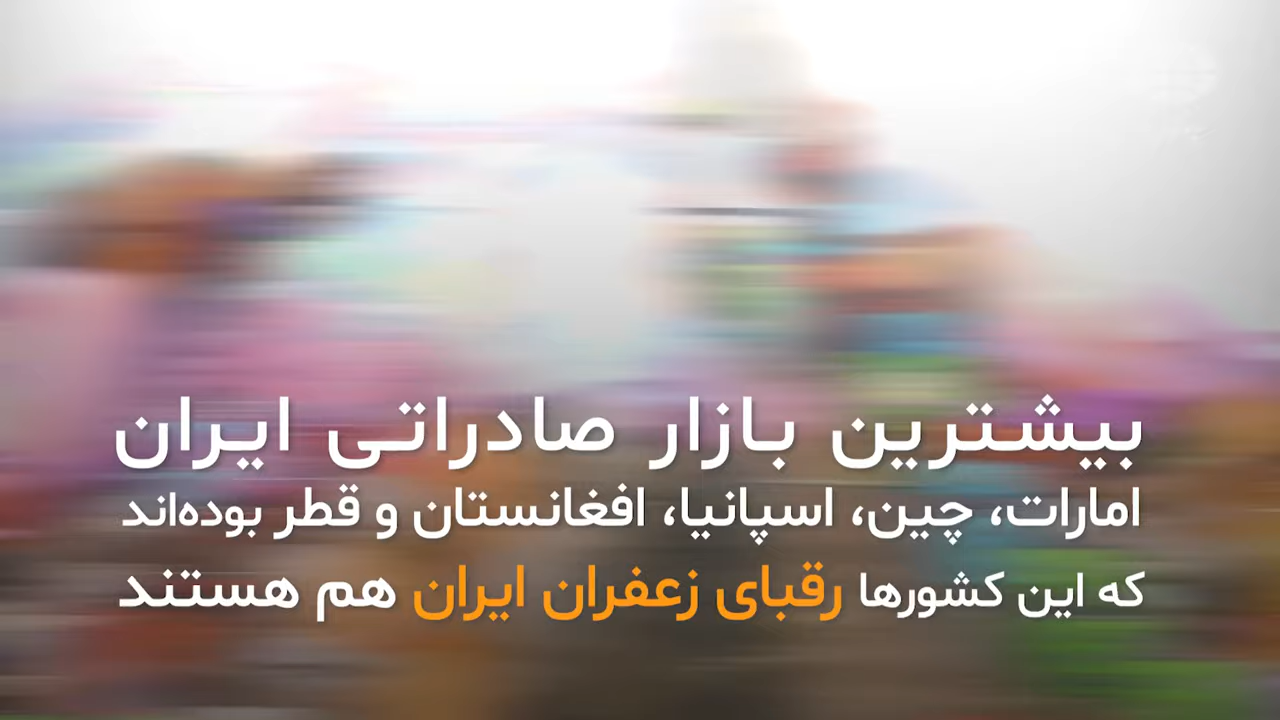 بیشترین بازار صادراتی ایران
امارات، چین، اسپانیا، افغانستان و قطر بوده‌اند
که این کشورها رقبای زعفران ایران هم هستند